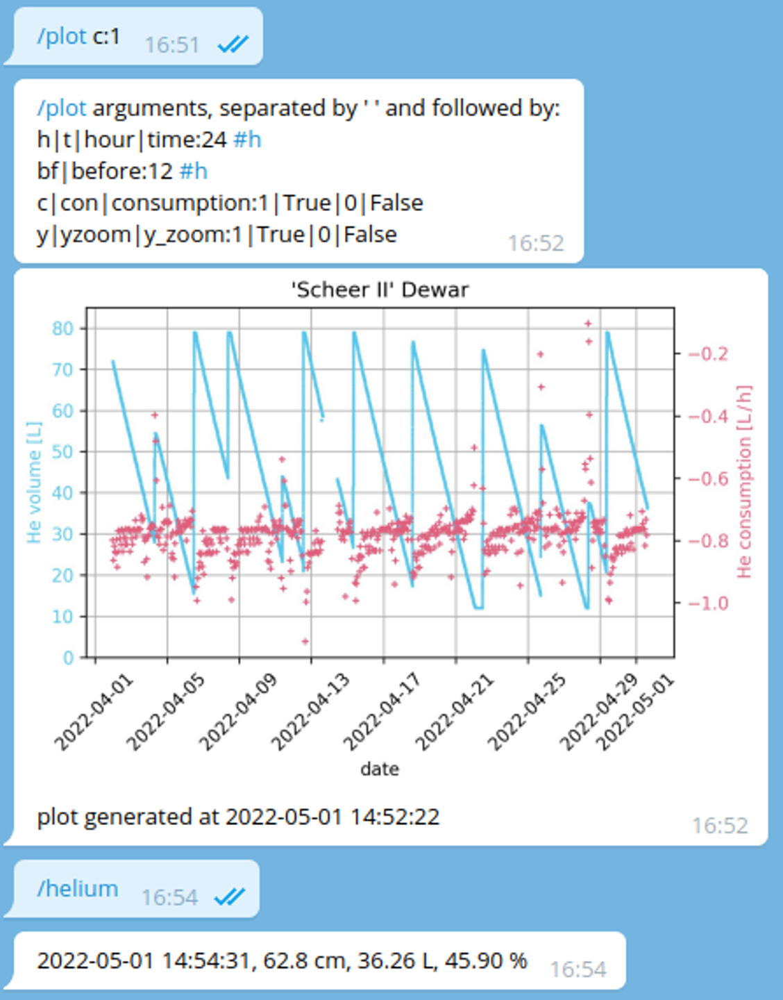 /plot c:1 16:51
/plot arguments, separated by ' ' and followed by:
h|t|hour|time:24 #h
bf|before:12 #h
c|con|consumption:1|True|0|False
y|yzoom|y_zoom:1|True|0|False
16:52
'Scheer II' Dewar
80
70
60
50
40
30
20
10
0
He volume [L]
−0.2
−0.4
−0.6
−0.8
−1.0
He consumption [L/h]
2022-04-01
2022-04-05
2022-04-09
2022-04-13
2022-04-17
2022-04-21
2022-04-25
2022-04-29
2022-05-01
date
plot generated at 2022-05-01 14:52:22
16:52
/helium 16:54
2022-05-01 14:54:31, 62.8 cm, 36.26 L, 45.90 % 16:54